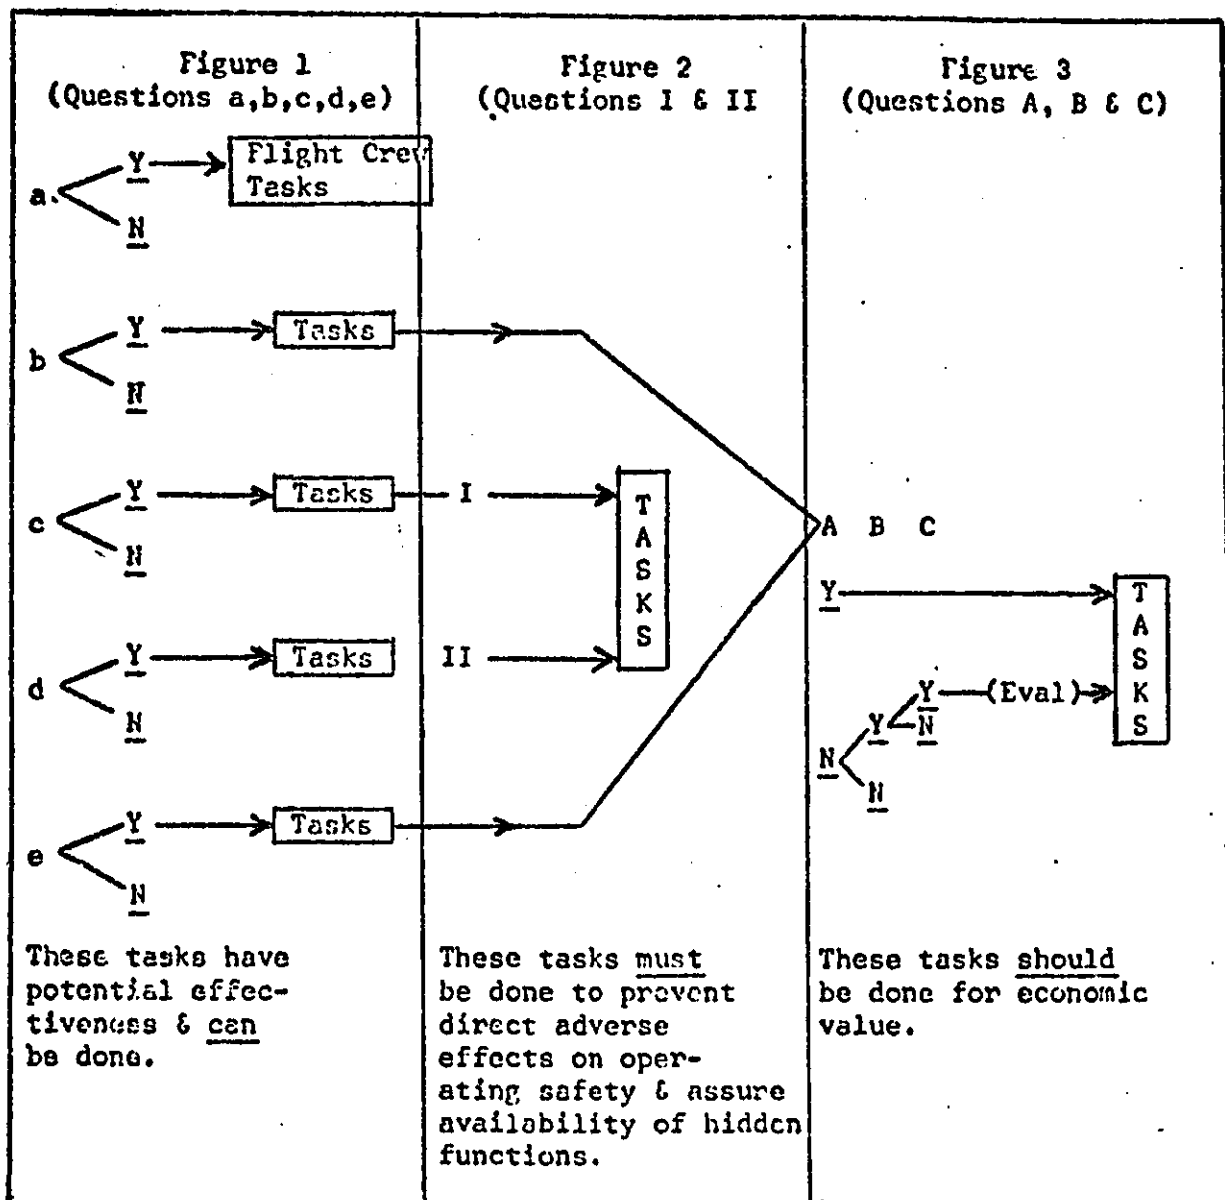 Figure 1
(Questions a,b,c,d,e)
Figure 2
(Questions I & II
Figure 3
(Questions A, B & C)
a.
Y
Flight Crew
Tasks
N
b
Y
Tasks
N
c
Y
Tasks
N
I
d
Y
Tasks
N
II
T
A
S
K
S
e
Y
Tasks
N
A B C
Y
T
A
S
K
S
Y
(Eval)
Y
N
N
N
These tasks have
potential effec-
tiveness & can
be done.
These tasks must
be done to prevent
direct adverse
effects on oper-
ating safety & assure
availability of hidden
functions.
These tasks should
be done for economic
value.